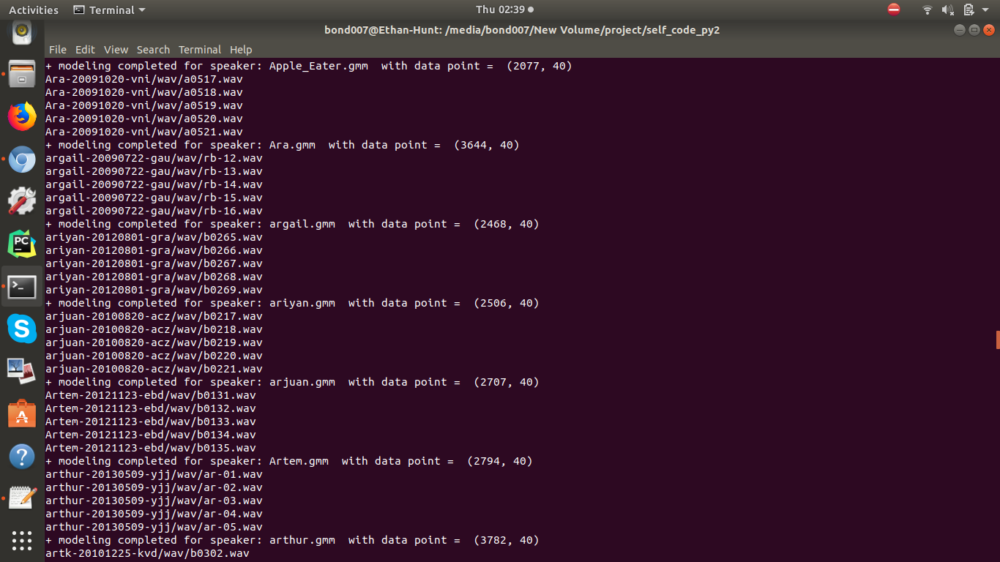 Activities Terminal Thu 02:39
bond007@Ethan-Hunt: /media/bond007/New Volume/project/self_code_py2
File Edit View Search Terminal Help
+ modeling completed for speaker: Apple_Eater.gmm  with data point =  (2077, 40)
Ara-20091020-vni/wav/a0517.wav
Ara-20091020-vni/wav/a0518.wav
Ara-20091020-vni/wav/a0519.wav
Ara-20091020-vni/wav/a0520.wav
Ara-20091020-vni/wav/a0521.wav
+ modeling completed for speaker: Ara.gmm  with data point =  (3644, 40)
argail-20090722-gau/wav/rb-12.wav
argail-20090722-gau/wav/rb-13.wav
argail-20090722-gau/wav/rb-14.wav
argail-20090722-gau/wav/rb-15.wav
argail-20090722-gau/wav/rb-16.wav
+ modeling completed for speaker: argail.gmm  with data point =  (2468, 40)
ariyan-20120801-gra/wav/b0265.wav
ariyan-20120801-gra/wav/b0266.wav
ariyan-20120801-gra/wav/b0267.wav
ariyan-20120801-gra/wav/b0268.wav
ariyan-20120801-gra/wav/b0269.wav
+ modeling completed for speaker: ariyan.gmm  with data point =  (2506, 40)
arjuan-20100820-acz/wav/b0217.wav
arjuan-20100820-acz/wav/b0218.wav
arjuan-20100820-acz/wav/b0219.wav
arjuan-20100820-acz/wav/b0220.wav
arjuan-20100820-acz/wav/b0221.wav
+ modeling completed for speaker: arjuan.gmm  with data point =  (2707, 40)
Artem-20121123-ebd/wav/b0131.wav
Artem-20121123-ebd/wav/b0132.wav
Artem-20121123-ebd/wav/b0133.wav
Artem-20121123-ebd/wav/b0134.wav
Artem-20121123-ebd/wav/b0135.wav
+ modeling completed for speaker: Artem.gmm  with data point =  (2794, 40)
arthur-20130509-yjj/wav/ar-01.wav
arthur-20130509-yjj/wav/ar-02.wav
arthur-20130509-yjj/wav/ar-03.wav
arthur-20130509-yjj/wav/ar-04.wav
arthur-20130509-yjj/wav/ar-05.wav
+ modeling completed for speaker: arthur.gmm  with data point =  (3782, 40)
artk-20101225-kvd/wav/b0302.wav
PC
S
A
?